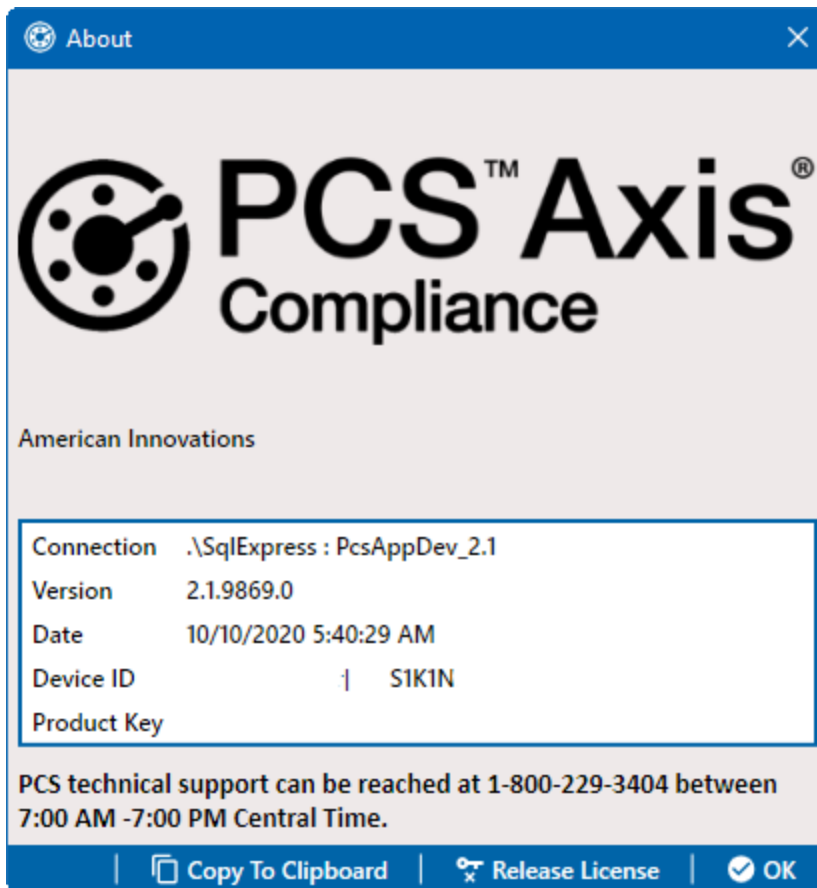 About
PCS™ Axis®
Compliance
American Innovations
Connection .\SqlExpress : PcsAppDev_2.1
Version 2.1.9869.0
Date 10/10/2020 5:40:29 AM
Device ID S1K1N
Product Key
PCS technical support can be reached at 1-800-229-3404 between
7:00 AM -7:00 PM Central Time.
Copy To Clipboard | Release License | OK